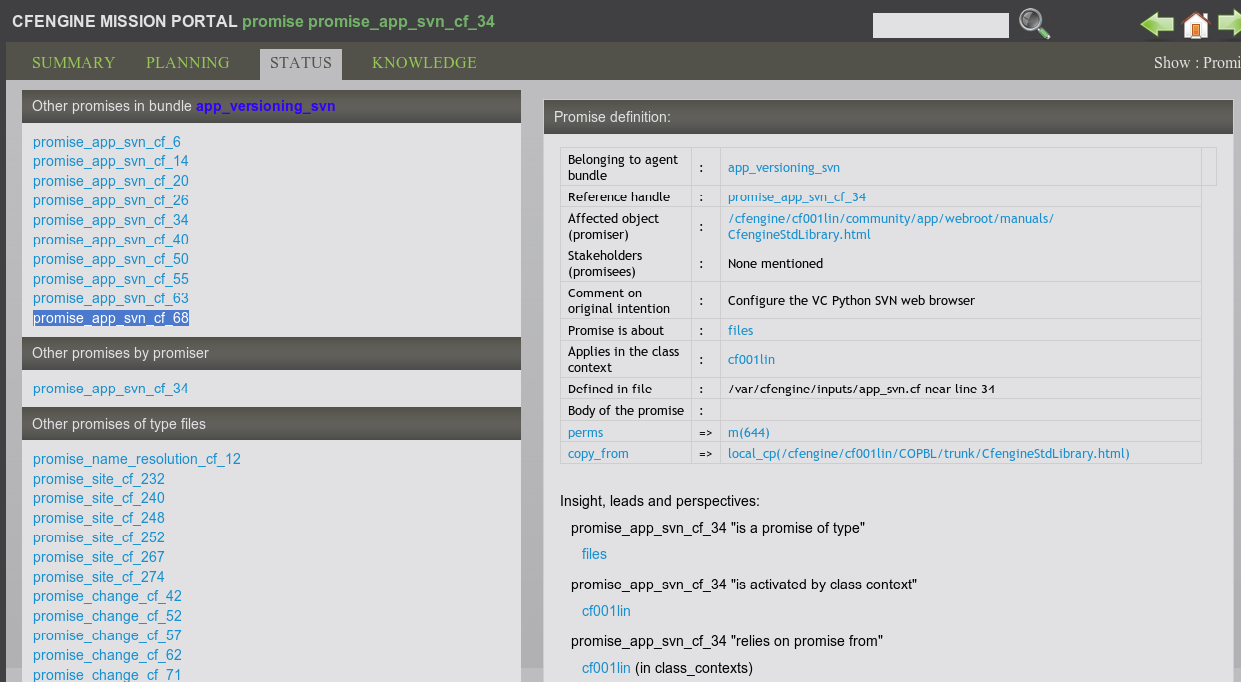 CFENGINE MISSION PORTAL promise promise_app_svn_cf_34
SUMMARY PLANNING STATUS KNOWLEDGE Show : Promi
Other promises in bundle app_versioning_svn
promise_app_svn_cf_6
promise_app_svn_cf_14
promise_app_svn_cf_20
promise_app_svn_cf_26
promise_app_svn_cf_34
promise_app_svn_cf_40
promise_app_svn_cf_50
promise_app_svn_cf_55
promise_app_svn_cf_63
promise_app_svn_cf_68
Other promises by promiser
promise_app_svn_cf_34
Other promises of type files
promise_name_resolution_cf_12
promise_site_cf_232
promise_site_cf_240
promise_site_cf_248
promise_site_cf_252
promise_site_cf_267
promise_site_cf_274
promise_change_cf_42
promise_change_cf_52
promise_change_cf_57
promise_change_cf_62
promise_change_cf_71
Promise definition:
Belonging to agent
bundle : app_versioning_svn
Reference handle : promise_app_svn_cf_34
Affected object
(promiser) : /cfengine/cf001lin/community/app/webroot/manuals/
CfengineStdLibrary.html
Stakeholders
(promisees) : None mentioned
Comment on
original intention : Configure the VC Python SVN web browser
Promise is about : files
Applies in the class
context : cf001lin
Defined in file : /var/cfengine/inputs/app_svn.cf near line 34
Body of the promise :
perms => m(644)
copy_from => local_cp(/cfengine/cf001lin/COPBL/trunk/CfengineStdLibrary.html)
Insight, leads and perspectives:
promise_app_svn_cf_34 "is a promise of type"
files
promise_app_svn_cf_34 "is activated by class context"
cf001lin
promise_app_svn_cf_34 "relies on promise from"
cf001lin (in class_contexts)